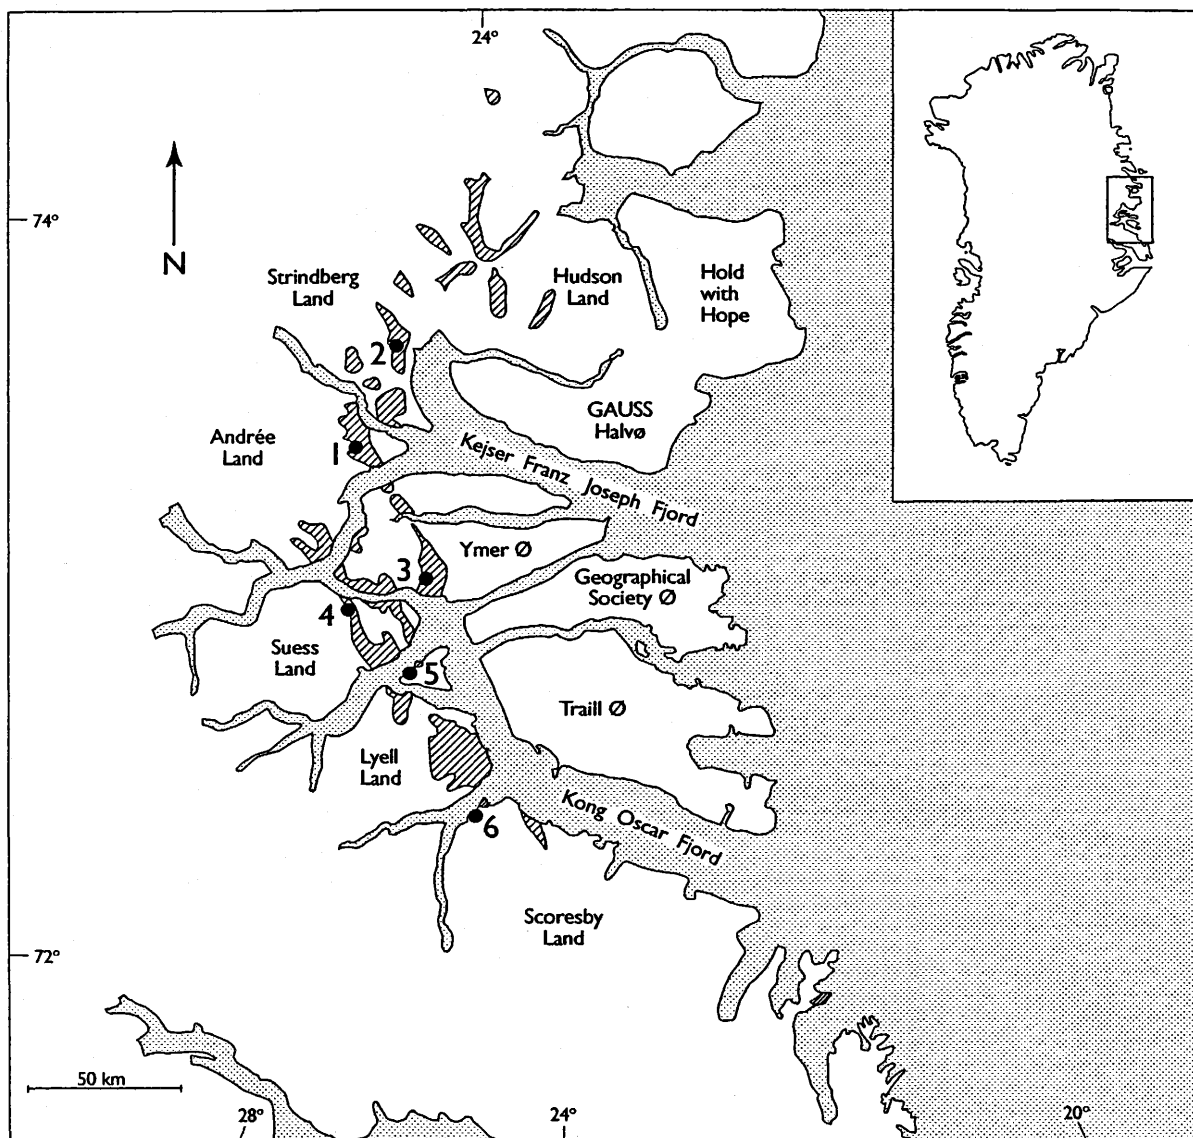 24°
74°
N
Strindberg
Land
Hudson
Land
Hold
with
Hope
2
GAUSS
Halvø
Andrée
Land
1
Kejser Franz Joseph Fjord
Ymer Ø
3
Geographical
Society Ø
4
Suess
Land
5
Traill Ø
Lyell
Land
Kong Oscar Fjord
6
Scoresby
Land
72°
50 km
28°
24°
20°